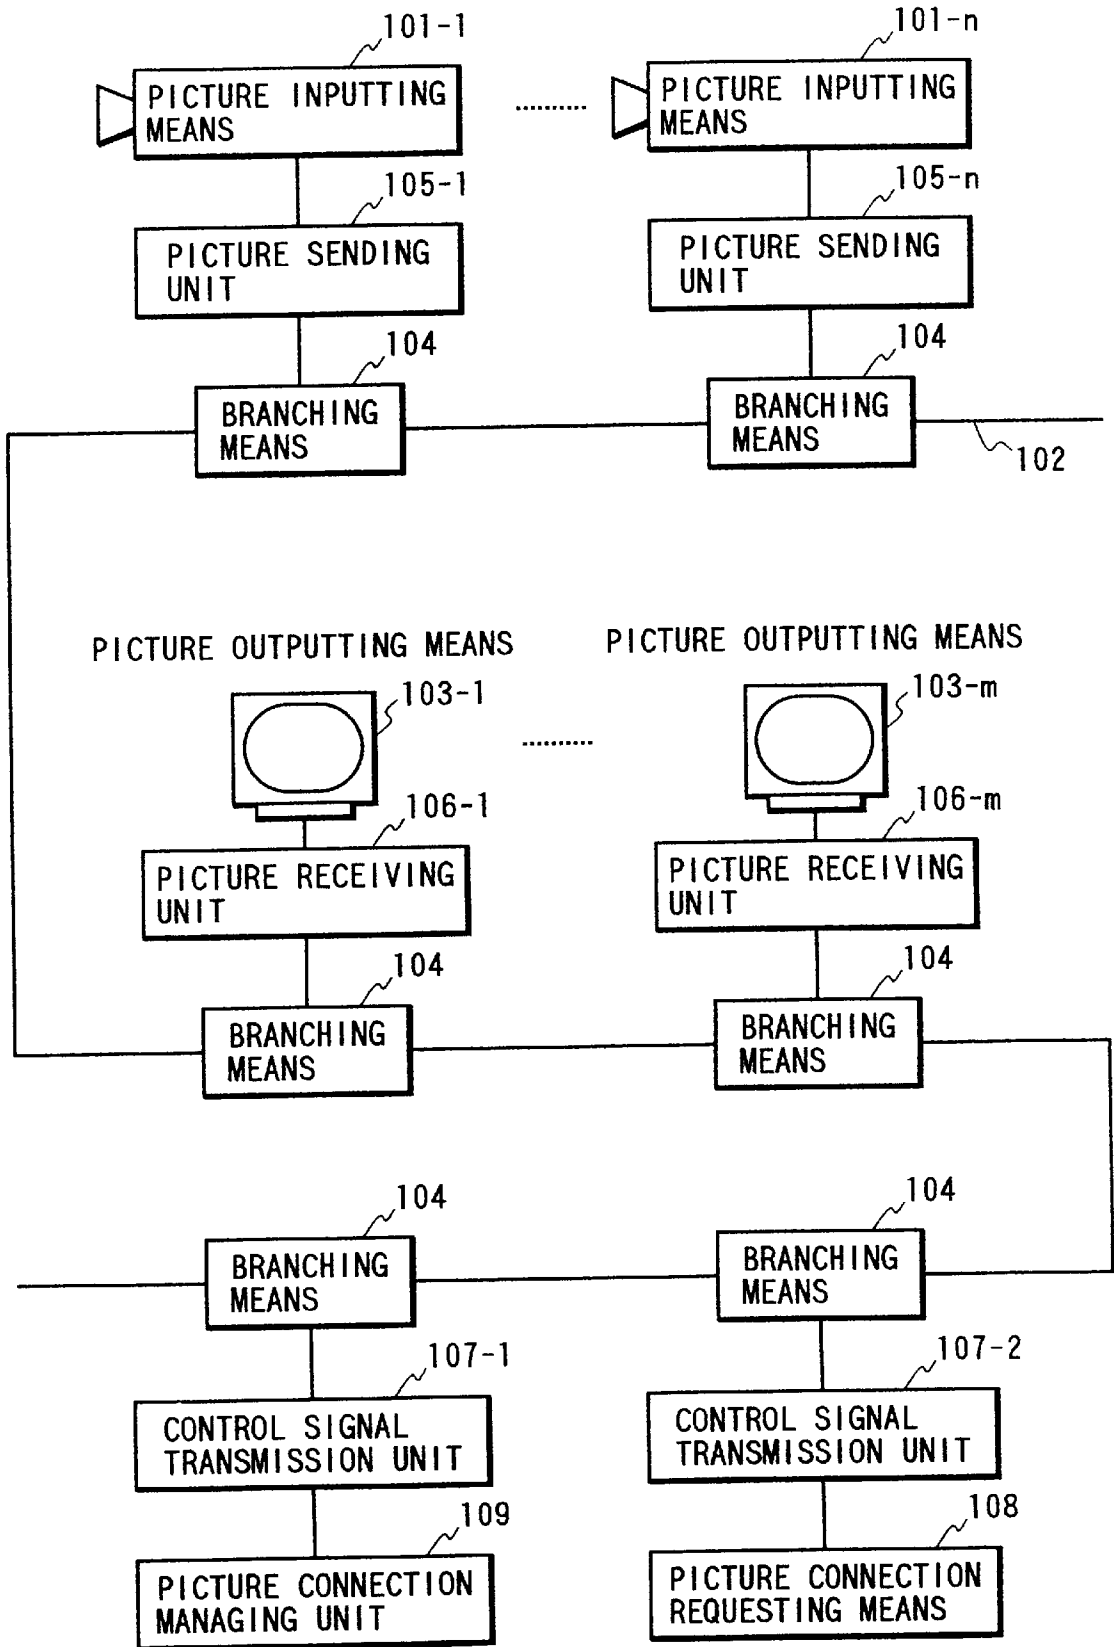 101-1
101-n
PICTURE INPUTTING
MEANS
PICTURE INPUTTING
MEANS
105-1
105-n
PICTURE SENDING
UNIT
PICTURE SENDING
UNIT
104
104
BRANCHING
MEANS
BRANCHING
MEANS
102
PICTURE OUTPUTTING MEANS
PICTURE OUTPUTTING MEANS
103-1
103-m
106-1
106-m
PICTURE RECEIVING
UNIT
PICTURE RECEIVING
UNIT
104
104
BRANCHING
MEANS
BRANCHING
MEANS
104
104
BRANCHING
MEANS
BRANCHING
MEANS
107-1
107-2
CONTROL SIGNAL
TRANSMISSION UNIT
CONTROL SIGNAL
TRANSMISSION UNIT
109
108
PICTURE CONNECTION
MANAGING UNIT
PICTURE CONNECTION
REQUESTING MEANS